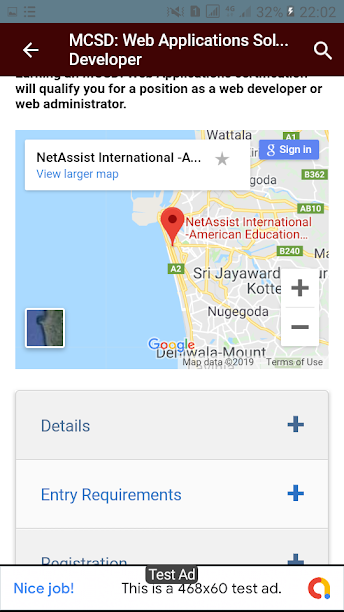 4G 32% 22:02
MCSD: Web Applications Sol...
Developer
will qualify you for a position as a web developer or
web administrator.
Wattala
A1
NetAssist International -A...
View larger map
Sign in
B362
AB10
NetAssist International
-American Education...
B240
A2
Sri Jayaward
Kotte
Nugegoda
Google
Dehiwala-Mount
Map data ©2019 Terms of Use
Details
Entry Requirements
Registration
Test Ad
Nice job! This is a 468x60 test ad.